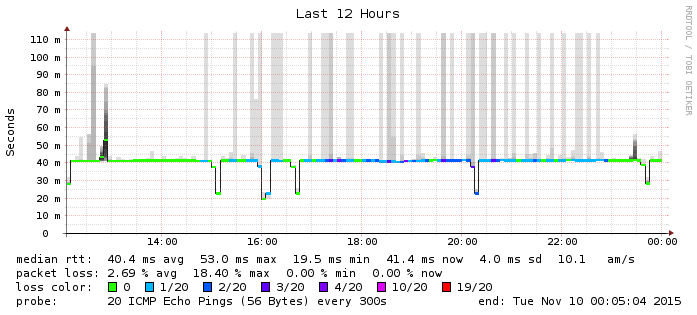 Last 12 Hours
RRDTOOL / TOBI OETIKER
Seconds
110 m
100 m
90 m
80 m
70 m
60 m
50 m
40 m
30 m
20 m
10 m
0
14:00 16:00 18:00 20:00 22:00 00:00
median rtt: 40.4 ms avg 53.0 ms max 19.5 ms min 41.4 ms now 4.0 ms sd 10.1 am/s
packet loss: 2.69 % avg 18.40 % max 0.00 % min 0.00 % now
loss color: 0 1/20 2/20 3/20 4/20 10/20 19/20
probe: 20 ICMP Echo Pings (56 Bytes) every 300s end: Tue Nov 10 00:05:04 2015